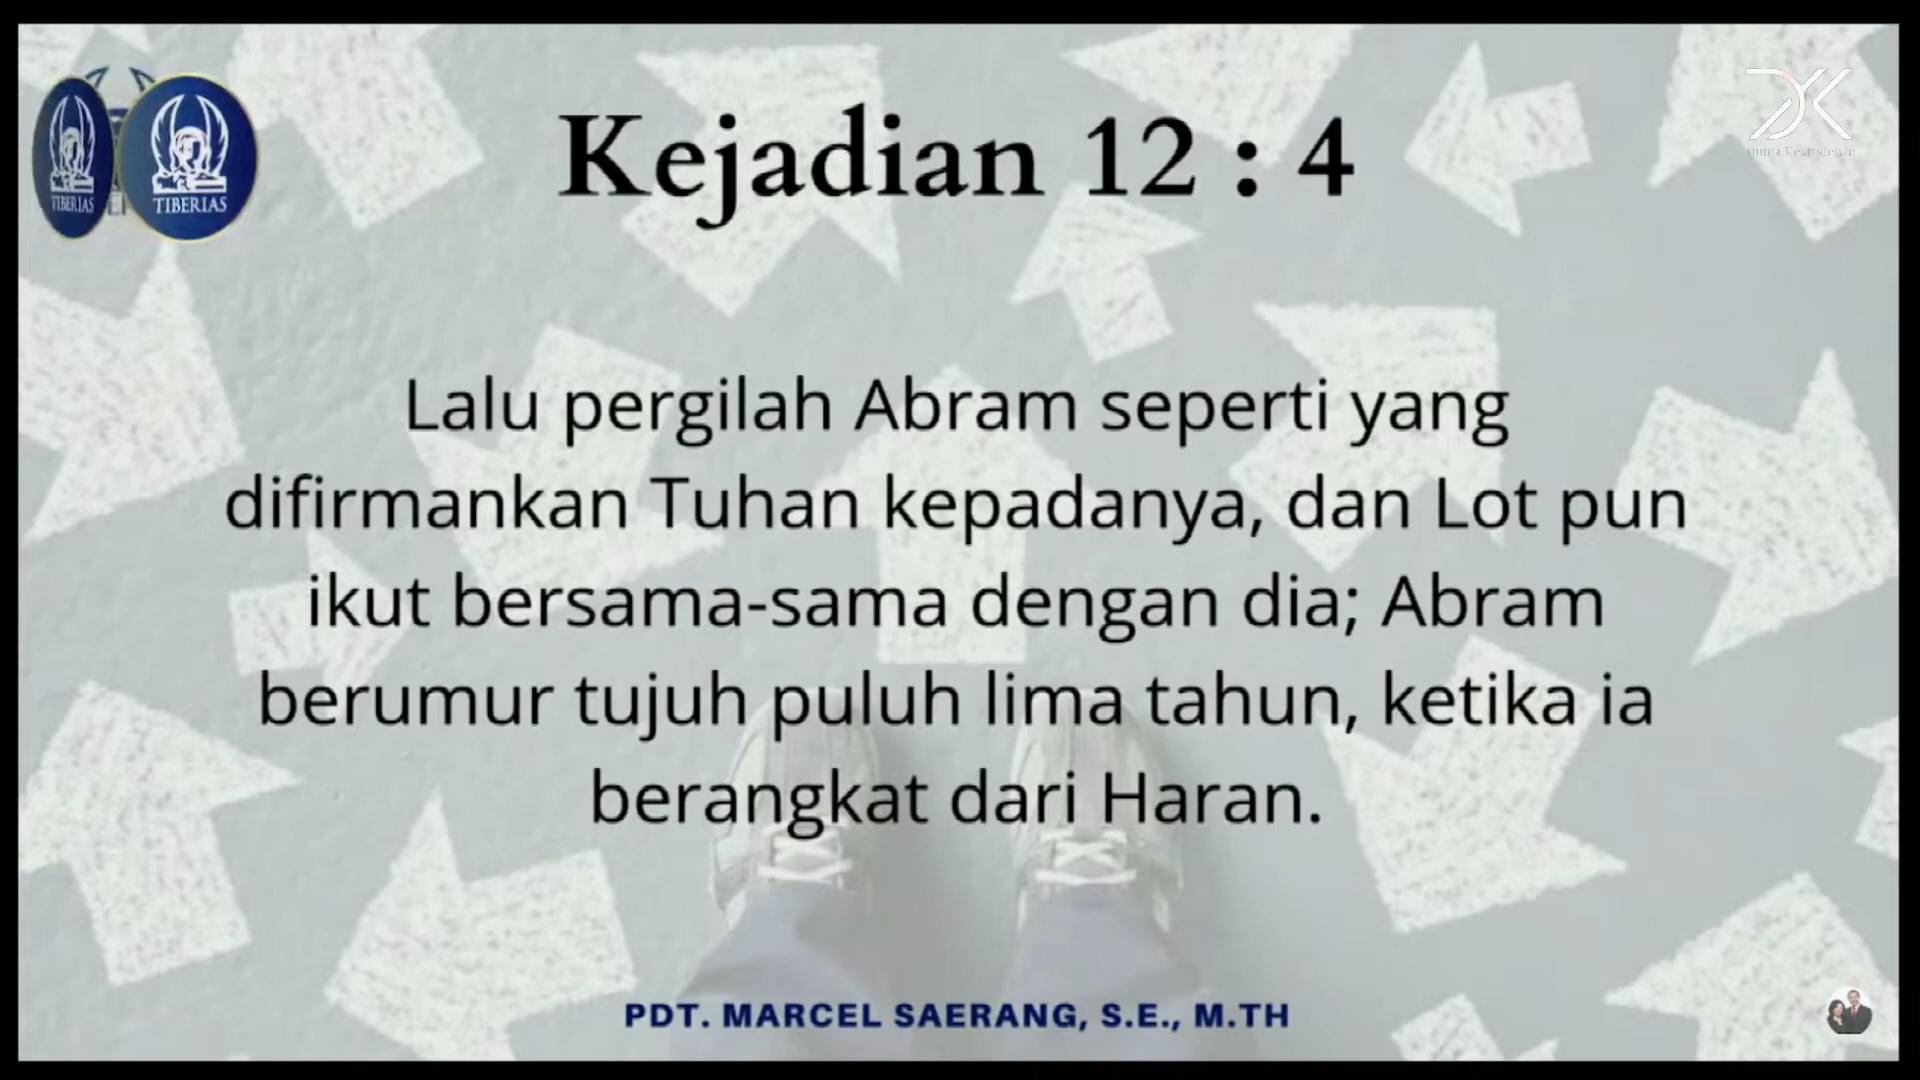 TIBERIAS
TIBERIAS
Kejadian 12 : 4
Lalu pergilah Abram seperti yang
difirmankan Tuhan kepadanya, dan Lot pun
ikut bersama-sama dengan dia; Abram
berumur tujuh puluh lima tahun, ketika ia
berangkat dari Haran.
PDT. MARCEL SAERANG, S.E., M.TH